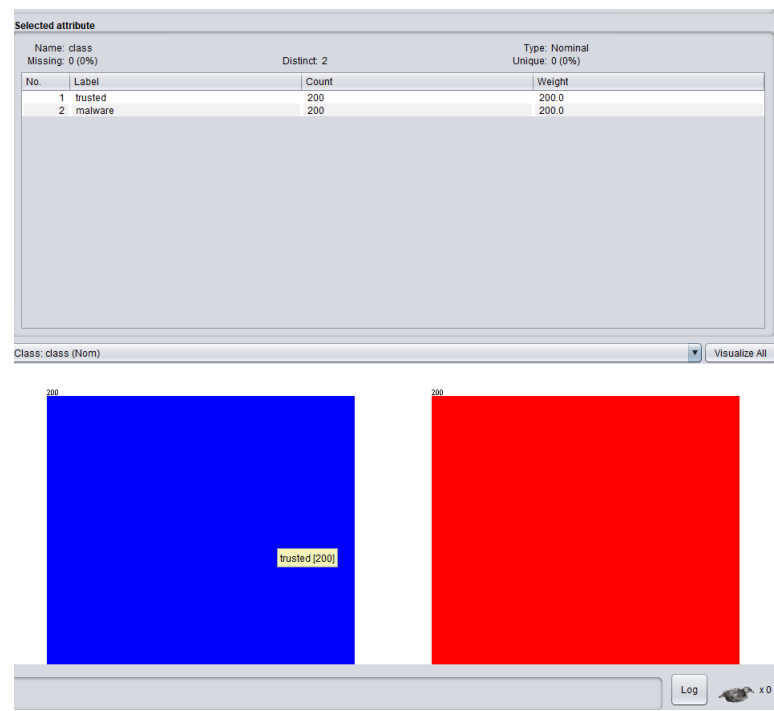 Selected attribute
Name: class Type: Nominal
Missing: 0 (0%) Distinct: 2 Unique: 0 (0%)
No. Label Count Weight
1 trusted 200 200.0
2 malware 200 200.0
Class: class (Nom) Visualize All
200 200
trusted [200]
Log x 0